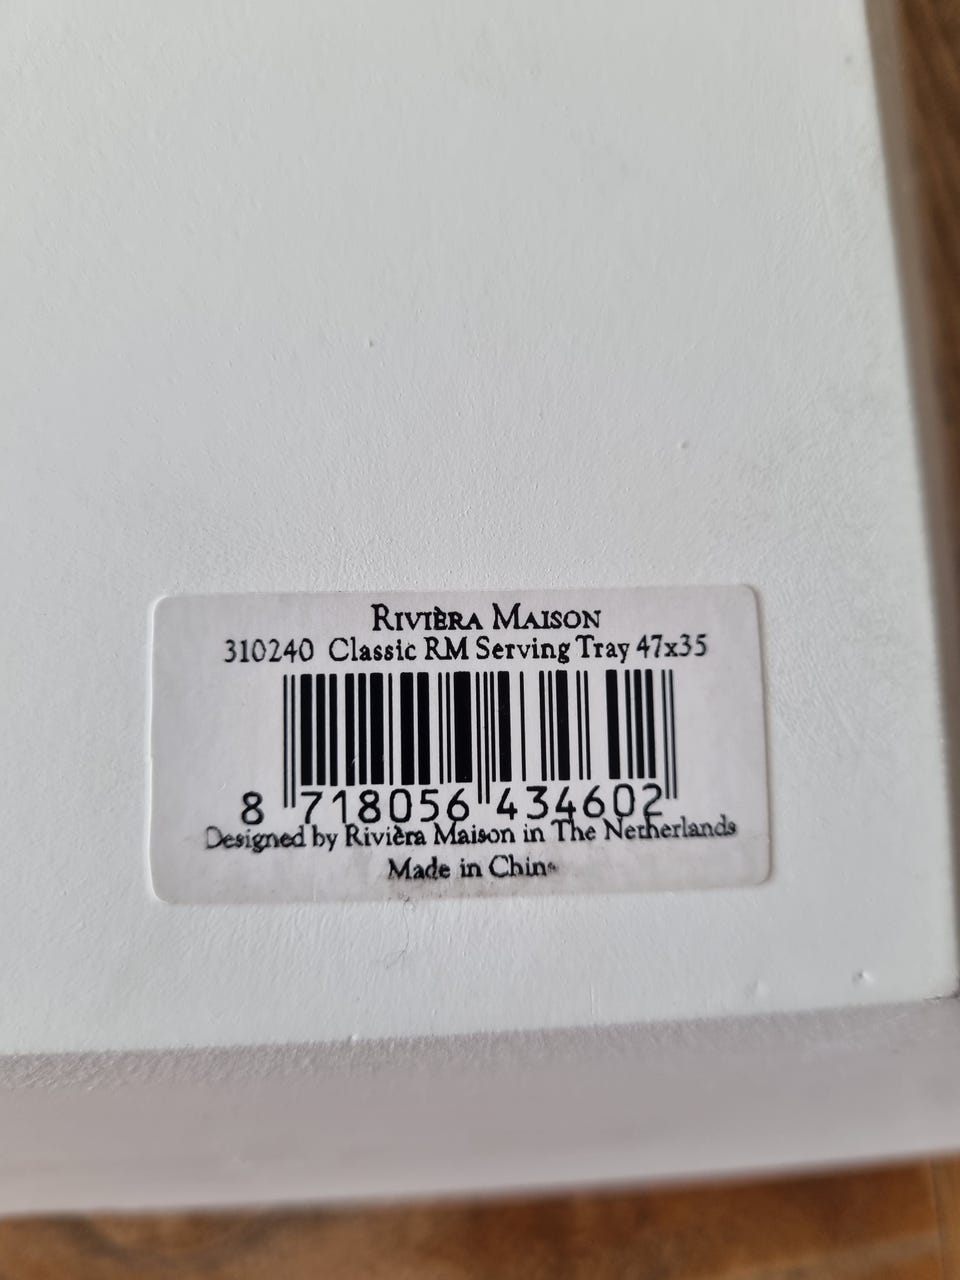 Rivièra Maison
310240 Classic RM Serving Tray 47x35
8 718056 434602
Designed by Rivièra Maison in The Netherlands
Made in China